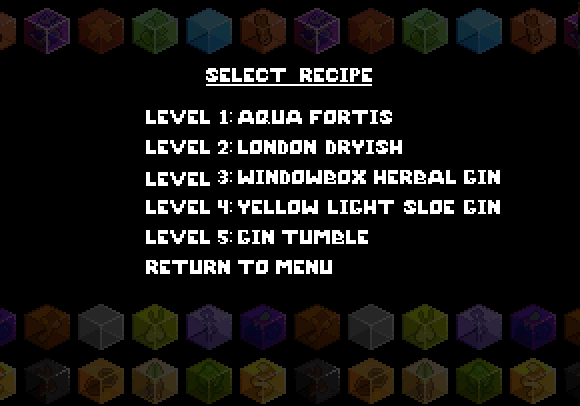 SELECT RECIPE
LEVEL 1: AQUA FORTIS
LEVEL 2: LONDON DRYISH
LEVEL 3: WINDOWBOX HERBAL GIN
LEVEL 4: YELLOW LIGHT SLOE GIN
LEVEL 5: GIN TUMBLE
RETURN TO MENU